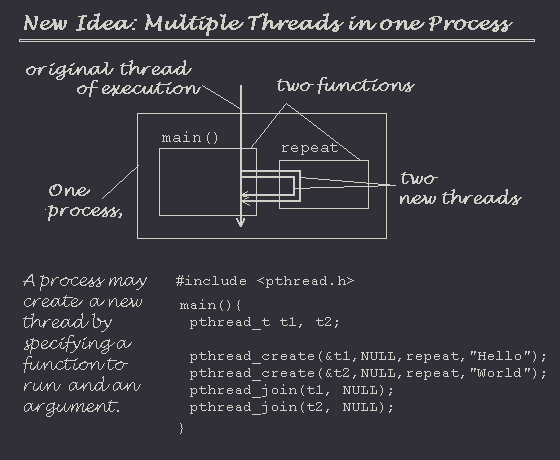 New Idea: Multiple Threads in one Process
original thread
of execution
two functions
main()
repeat
One
process,
two
new threads
A process may
create a new
thread by
specifying a
function to
run and an
argument.
#include <pthread.h>
main(){
pthread_t t1, t2;
pthread_create(&t1,NULL,repeat,"Hello");
pthread_create(&t2,NULL,repeat,"World");
pthread_join(t1, NULL);
pthread_join(t2, NULL);
}